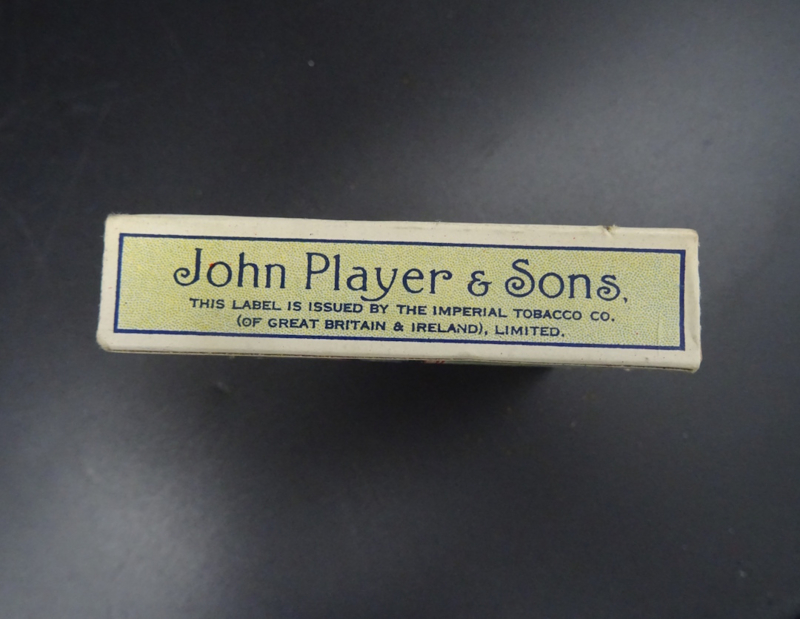 John Player & Sons,
THIS LABEL IS ISSUED BY THE IMPERIAL TOBACCO CO.
(OF GREAT BRITAIN & IRELAND), LIMITED.